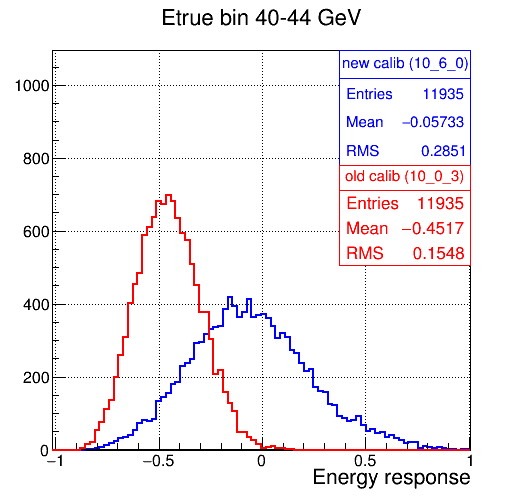 Etrue bin 40-44 GeV
new calib (10_6_0)
Entries 11935
Mean −0.05733
RMS 0.2851
old calib (10_0_3)
Entries 11935
Mean −0.4517
RMS 0.1548
1000
800
600
400
200
0
−1 −0.5 0 0.5 1
Energy response